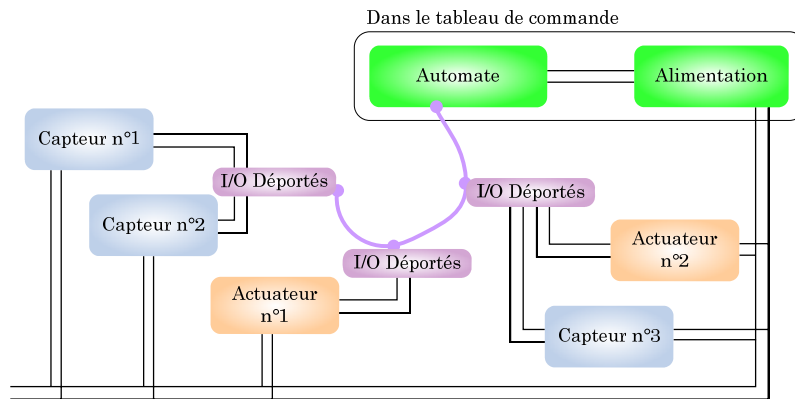 Dans le tableau de commande
Automate
Alimentation
Capteur n°1
I/O Déportés
I/O Déportés
Capteur n°2
Actuateur
n°2
I/O Déportés
Actuateur
n°1
Capteur n°3